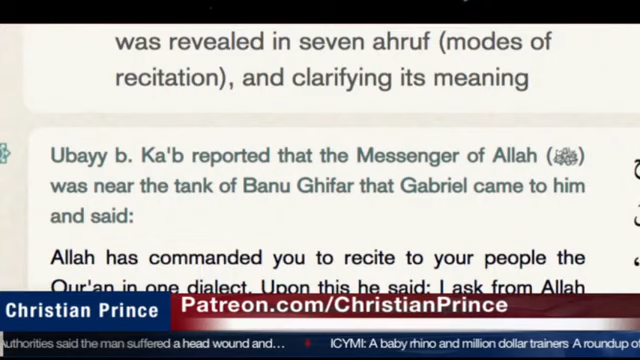 was revealed in seven ahruf (modes of
recitation), and clarifying its meaning
Ubayy b. Ka'b reported that the Messenger of Allah (ﷺ)
was near the tank of Banu Ghifar that Gabriel came to him
and said:
Allah has commanded you to recite to your people the
Qur'an in one dialect. Upon this he said: I ask from Allah
Christian Prince
Patreon.com/ChristianPrince
Authorities said the man suffered a head wound and... ICYMI: A baby rhino and million dollar trainers A roundup of